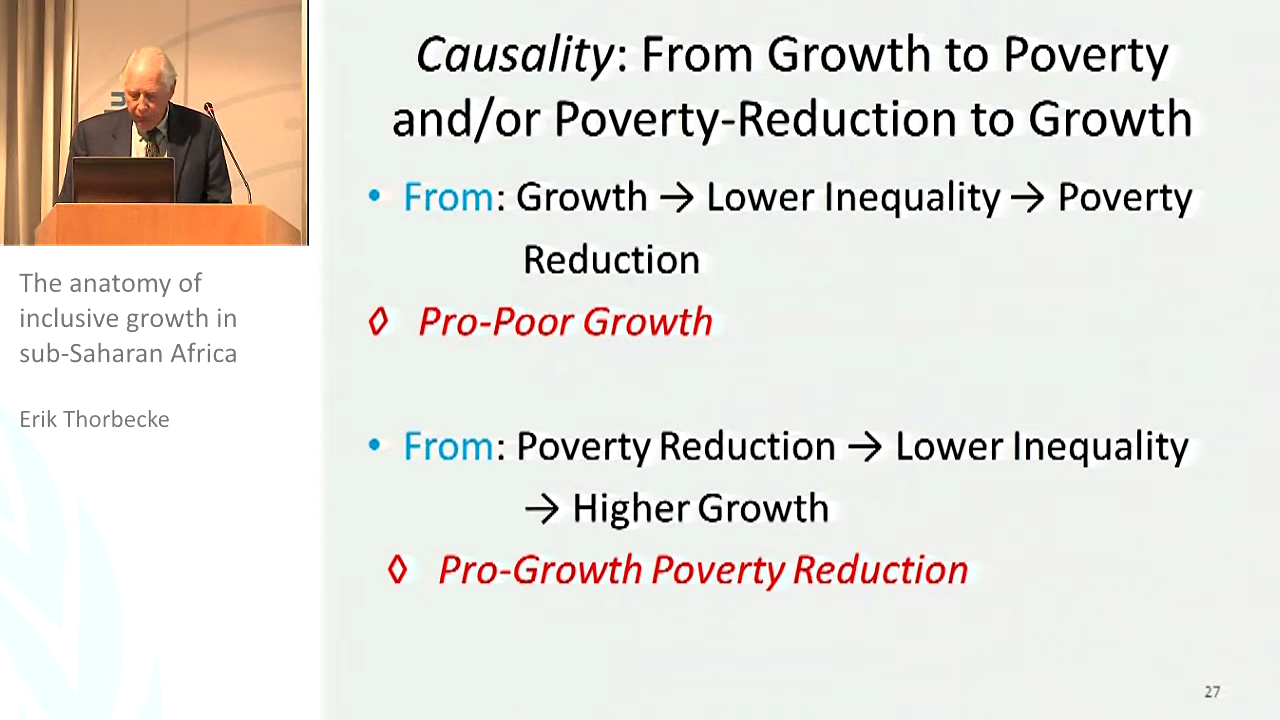 Causality: From Growth to Poverty
and/or Poverty-Reduction to Growth
• From: Growth → Lower Inequality → Poverty
Reduction
◊ Pro-Poor Growth
• From: Poverty Reduction → Lower Inequality
→ Higher Growth
◊ Pro-Growth Poverty Reduction
27
The anatomy of
inclusive growth in
sub-Saharan Africa
Erik Thorbecke